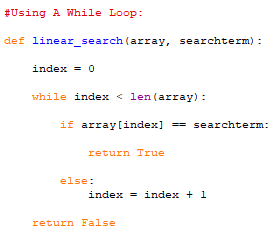 #Using A While Loop:
def linear_search(array, searchterm):
    index = 0
    while index < len(array):
        if array[index] == searchterm:
            return True
        else:
            index = index + 1
    return False